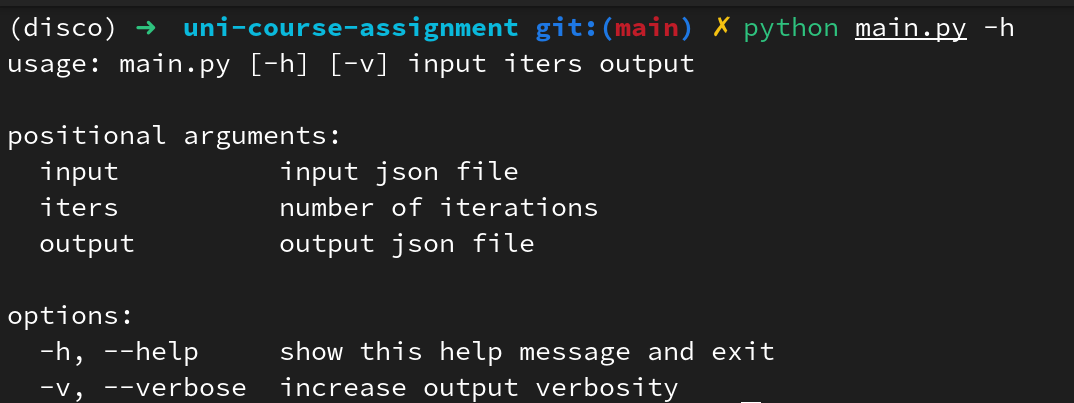 (disco) ➜ uni-course-assignment git:(main) ✗ python main.py -h
usage: main.py [-h] [-v] input iters output
positional arguments:
input input json file
iters number of iterations
output output json file
options:
-h, --help show this help message and exit
-v, --verbose increase output verbosity